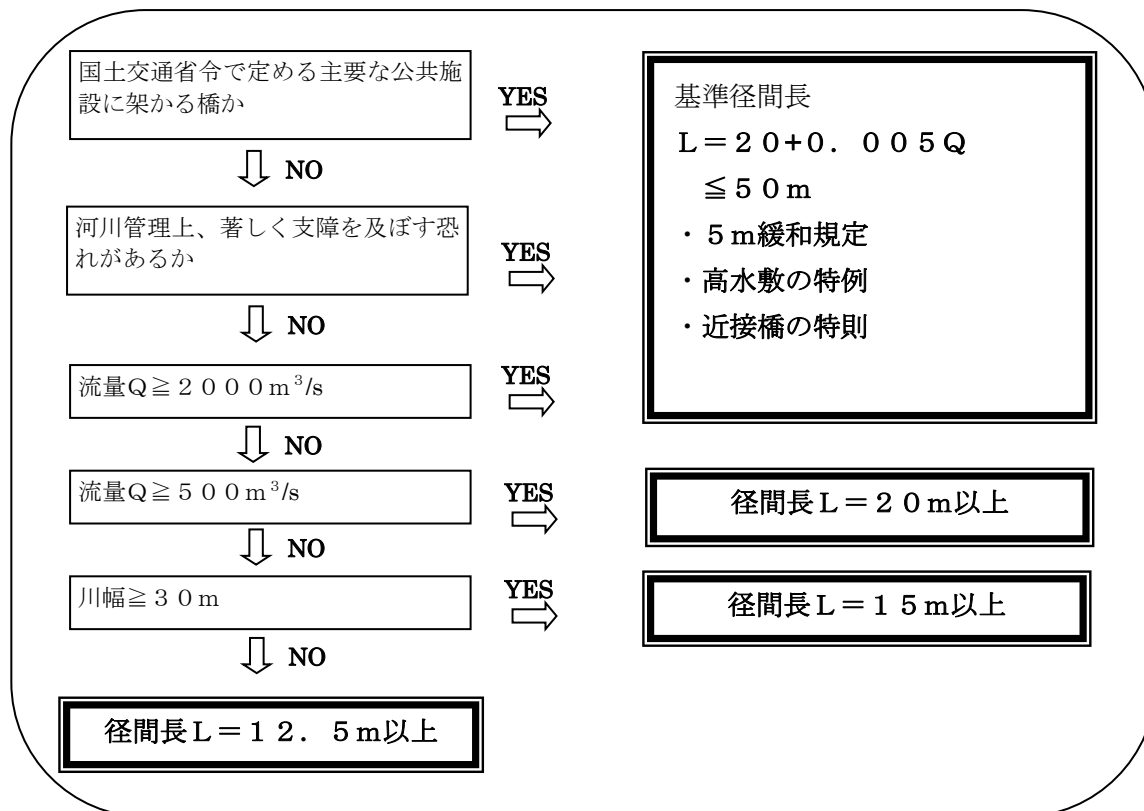 国土交通省令で定める主要な公共施
設に架かる橋か
YES
NO
基準径間長
L=20+0.005Q
≦50m
・5m緩和規定
・高水敷の特例
・近接橋の特則
河川管理上、著しく支障を及ぼす恐
れがあるか
YES
NO
流量Q≧2000m³/s
YES
NO
流量Q≧500m³/s
YES
径間長L=20m以上
NO
川幅≧30m
YES
径間長L=15m以上
NO
径間長L=12.5m以上